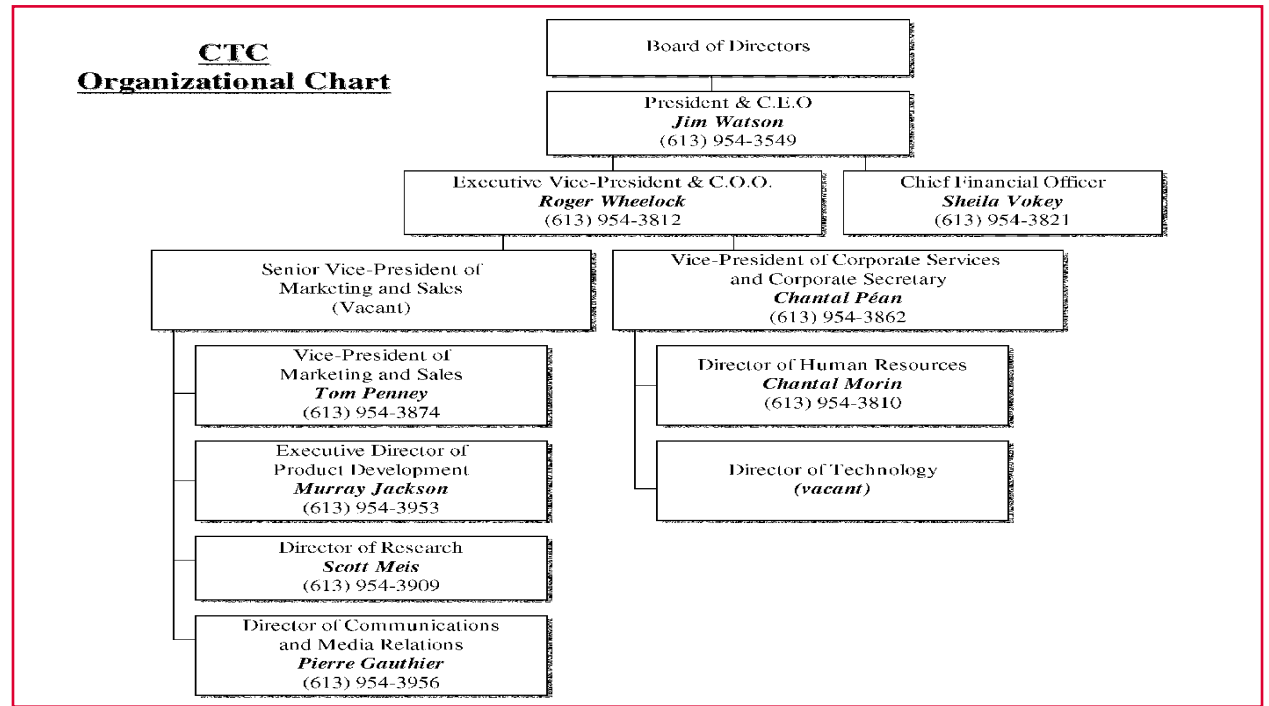 CTC
Organizational Chart
Board of Directors
President & C.E.O
Jim Watson
(613) 954-3549
Executive Vice-President & C.O.O.
Roger Wheelock
(613) 954-3812
Chief Financial Officer
Sheila Vokey
(613) 954-3821
Senior Vice-President of
Marketing and Sales
(Vacant)
Vice-President of Corporate Services
and Corporate Secretary
Chantal Péan
(613) 954-3862
Vice-President of
Marketing and Sales
Tom Penney
(613) 954-3874
Director of Human Resources
Chantal Morin
(613) 954-3810
Executive Director of
Product Development
Murray Jackson
(613) 954-3953
Director of Technology
(vacant)
Director of Research
Scott Meis
(613) 954-3909
Director of Communications
and Media Relations
Pierre Gauthier
(613) 954-3956